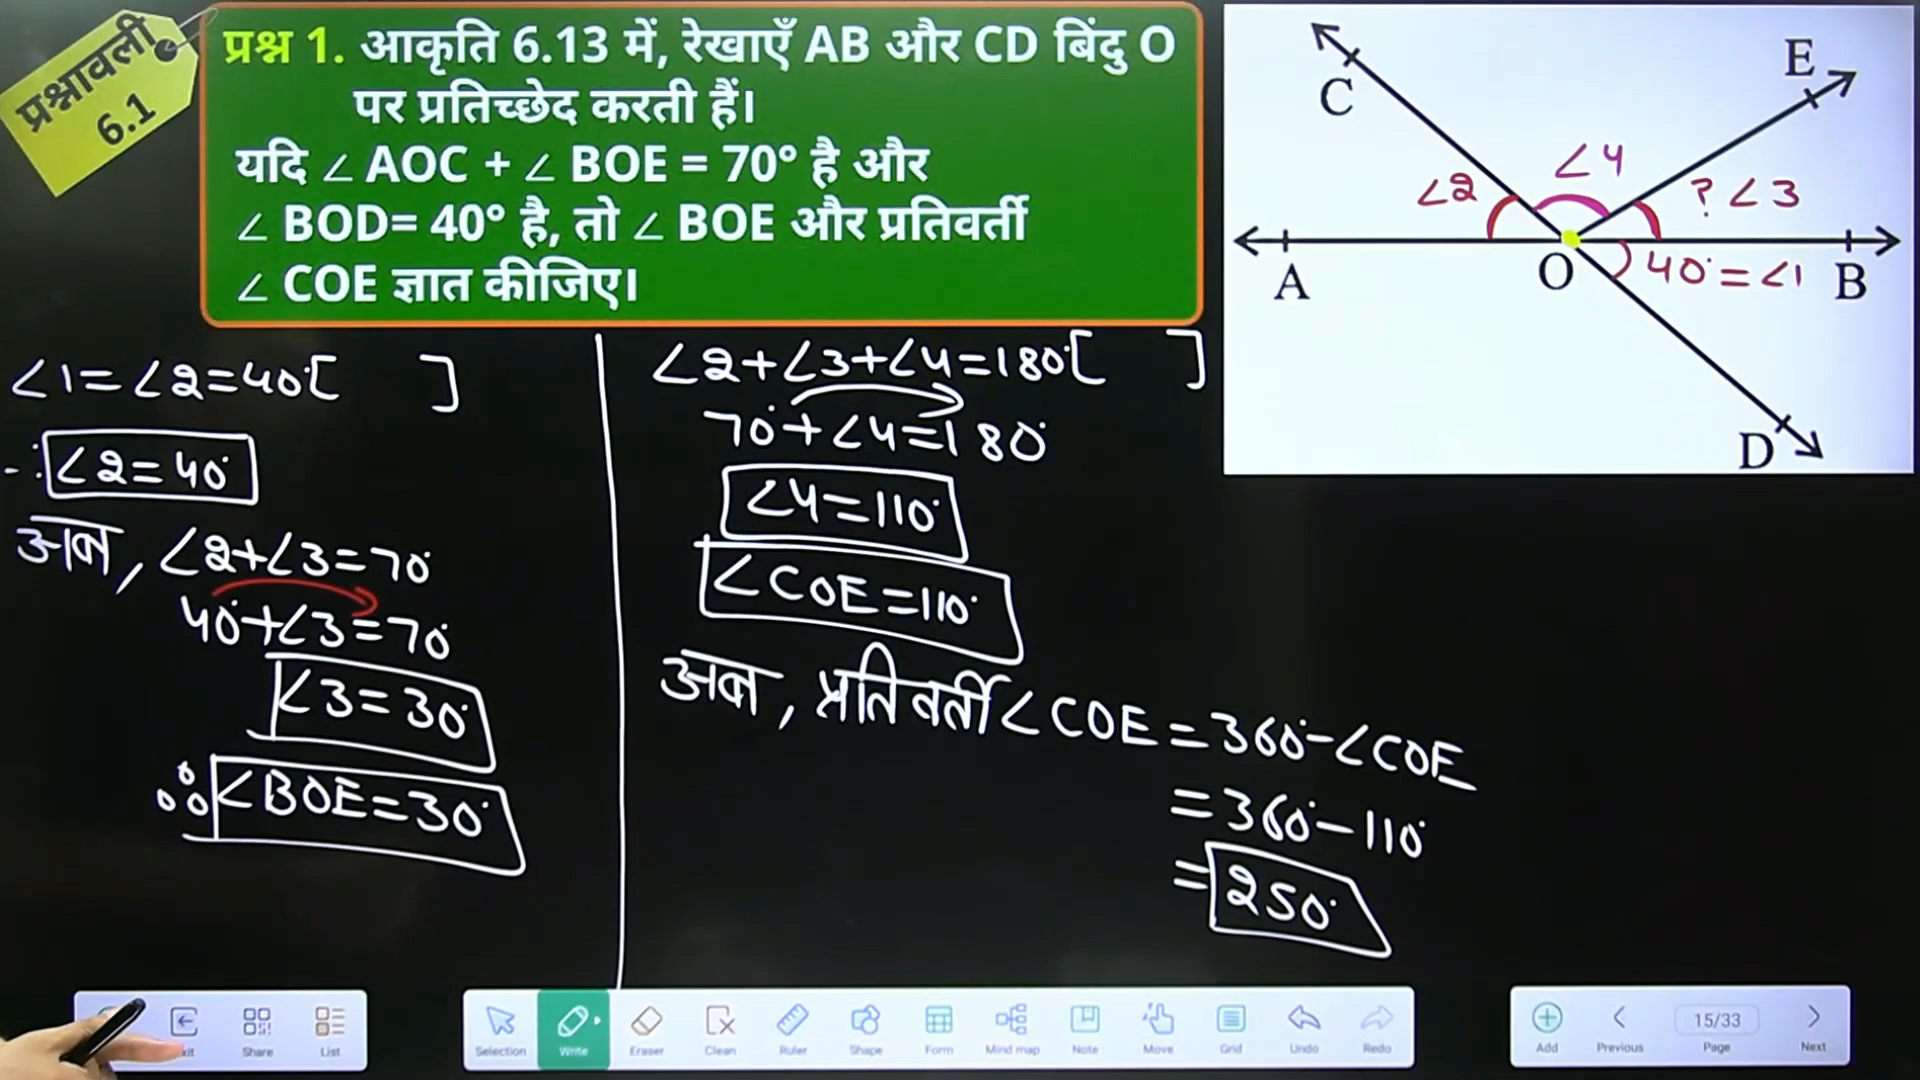 प्रश्नावली
6.1
प्रश्न 1. आकृति 6.13 में, रेखाएँ AB और CD बिंदु O
पर प्रतिच्छेद करती हैं।
यदि ∠ AOC + ∠ BOE = 70° है और
∠ BOD= 40° है, तो ∠ BOE और प्रतिवर्ती
∠ COE ज्ञात कीजिए।
C
E
∠4
∠2
? ∠3
A
O
40°=∠1
B
D
∠1=∠2=40°[ ]
∴ ∠2=40°
अब, ∠2+∠3=70°
40°+∠3=70°
∠3=30°
∴ ∠BOE=30°
∠2+∠3+∠4=180°[ ]
70°+∠4=180°
∠4=110°
∠COE=110°
अब, प्रतिवर्ती ∠COE=360°-∠COE
=360°-110°
=250°
Share
List
Selection
Write
Eraser
Clean
Ruler
Shape
Form
Mind map
Note
Move
Grid
Undo
Redo
Add
Previous
15/33
Page
Next